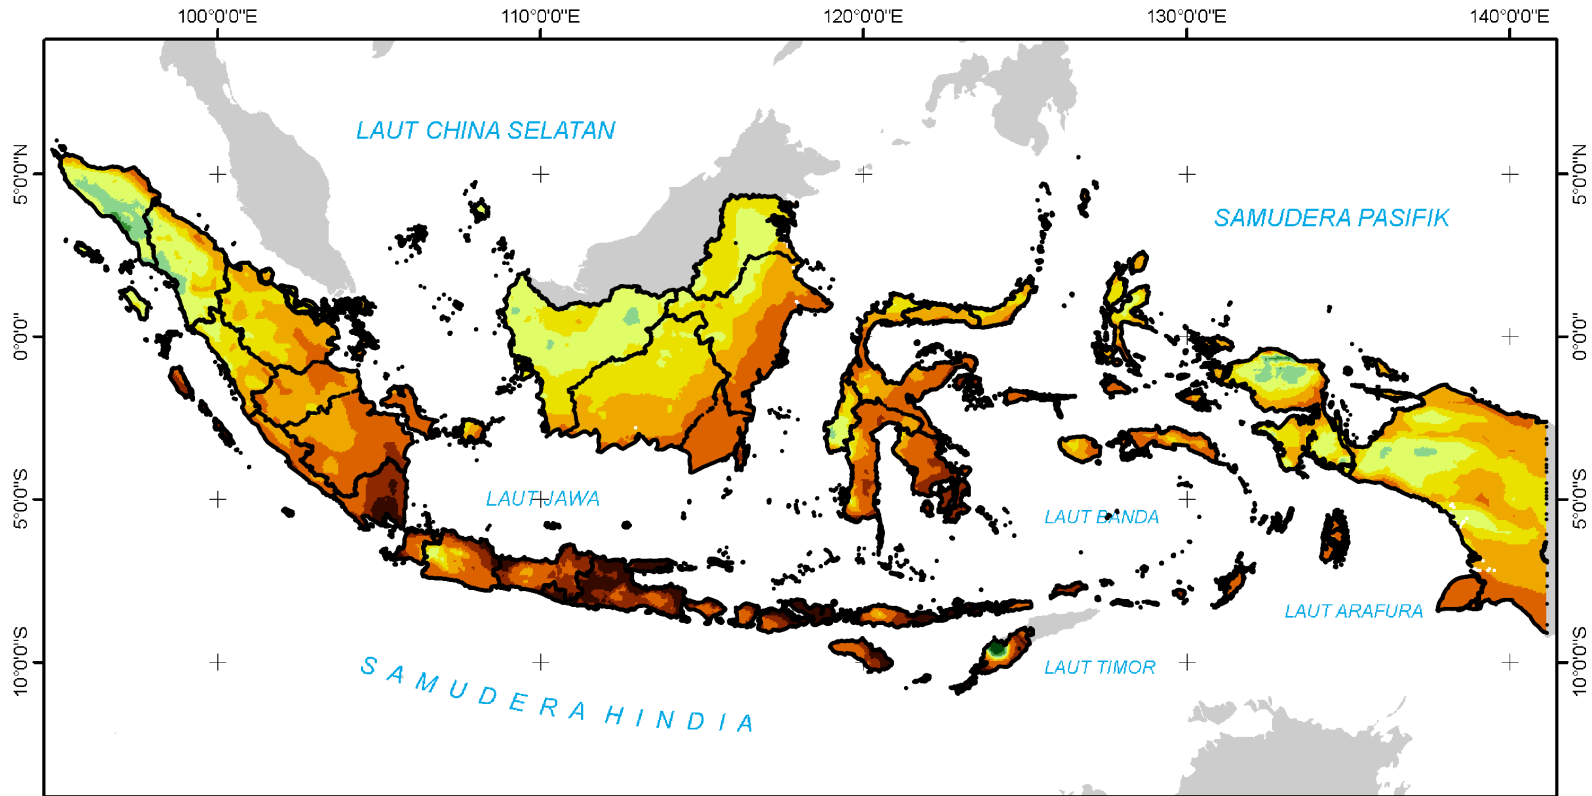 100°0'0"E 110°0'0"E 120°0'0"E 130°0'0"E 140°0'0"E
LAUT CHINA SELATAN
5°0'0"N 5°0'0"N
SAMUDERA PASIFIK
0°0'0" 0°0'0"
5°0'0"S LAUT JAWA 5°0'0"S
LAUT BANDA
LAUT ARAFURA
10°0'0"S LAUT TIMOR 10°0'0"S
SAMUDERA HINDIA